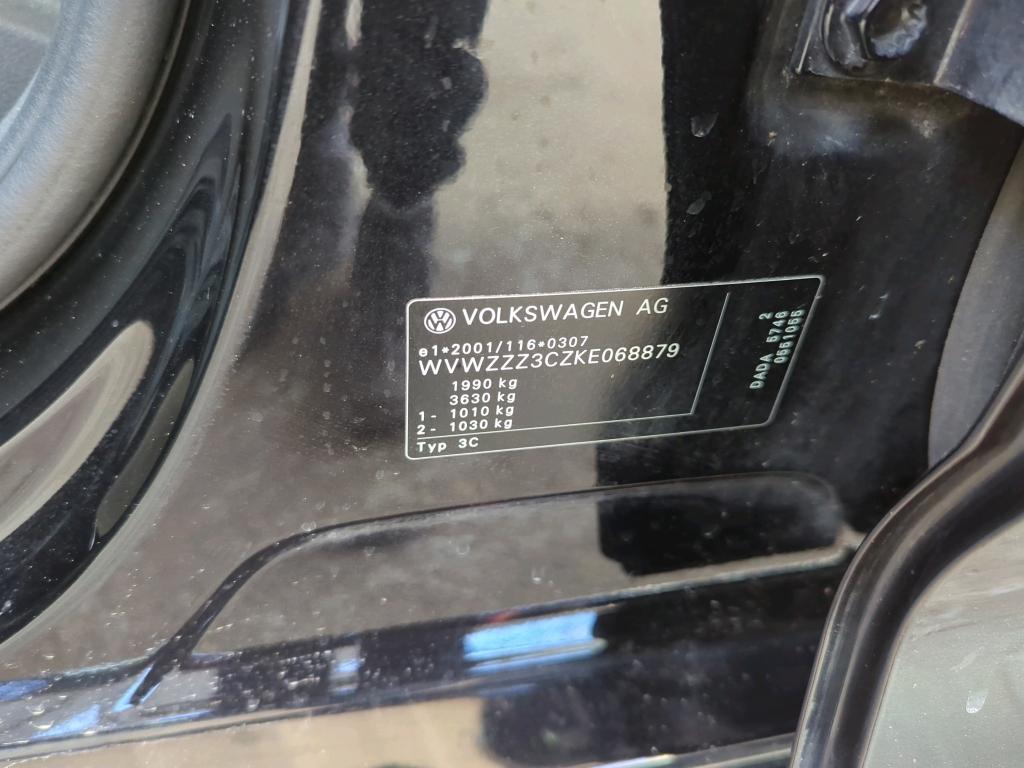 VOLKSWAGEN AG
e1*2001/116*0307
WVWZZZ3CZKE068879
1990 kg
3630 kg
1- 1010 kg
2- 1030 kg
Typ 3C
2
DADA 5746
0551055